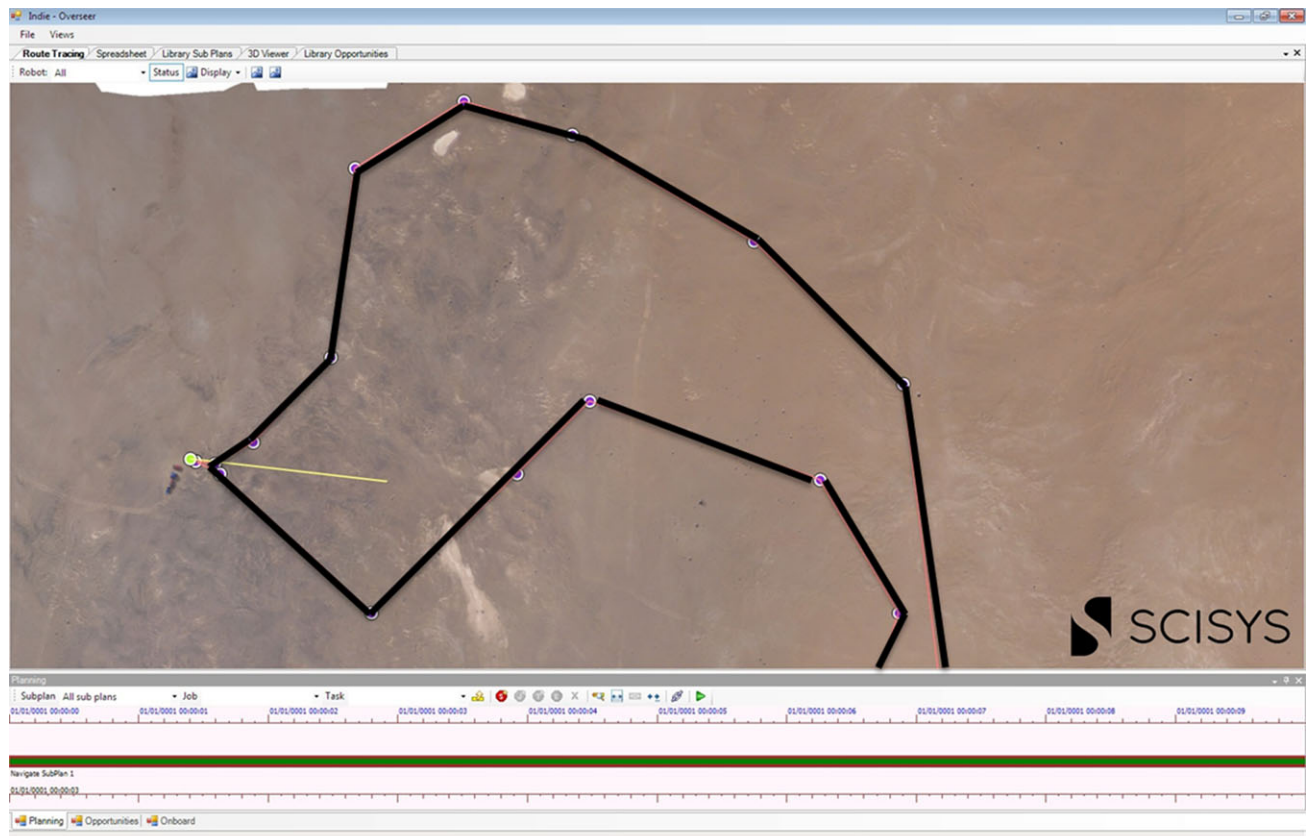 Indie - Overseer
File Views
Route Tracing Spreadsheet Library Sub Plans 3D Viewer Library Opportunities
Robot: All Status Display
SCISYS
Planning
Subplan All sub plans Job Task
01/01/0001 00:00:00 01/01/0001 00:00:01 01/01/0001 00:00:02 01/01/0001 00:00:03 01/01/0001 00:00:04 01/01/0001 00:00:05 01/01/0001 00:00:06 01/01/0001 00:00:07 01/01/0001 00:00:08 01/01/0001 00:00:09
Navigate SubPlan 1
01/01/0001 00:00:03
Planning Opportunities Onboard